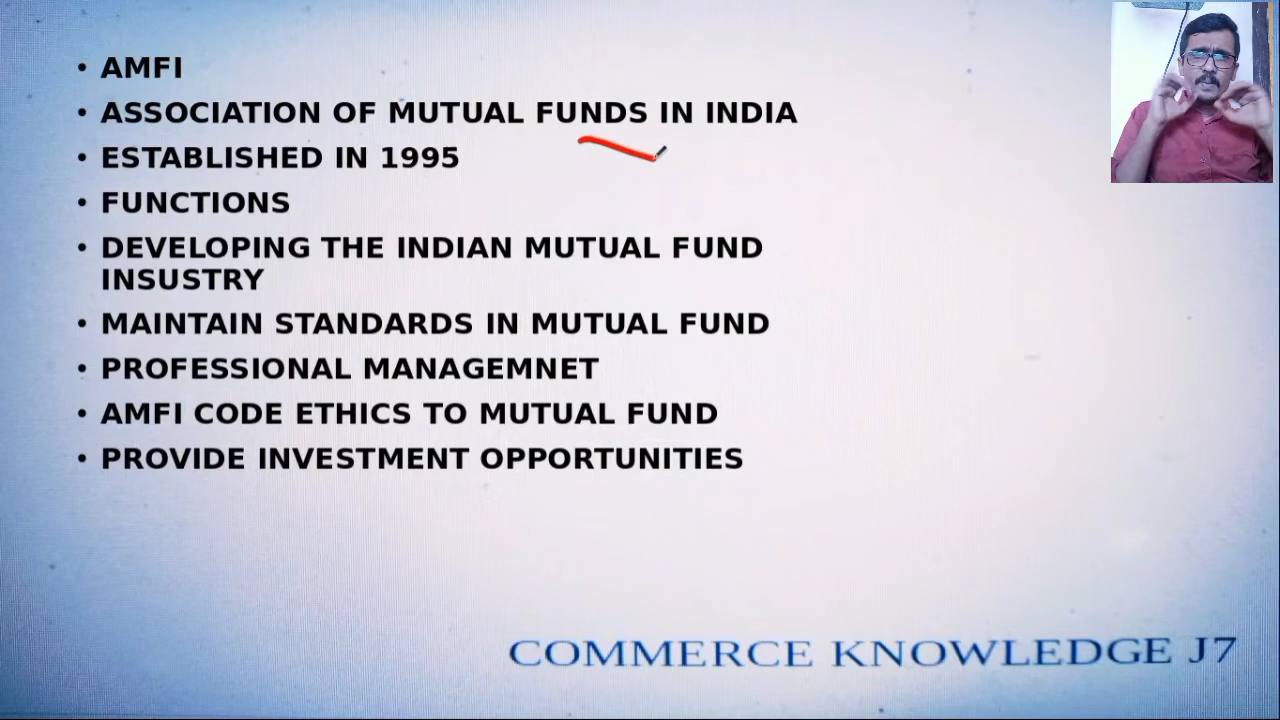 • AMFI
• ASSOCIATION OF MUTUAL FUNDS IN INDIA
• ESTABLISHED IN 1995
• FUNCTIONS
• DEVELOPING THE INDIAN MUTUAL FUND
INSUSTRY
• MAINTAIN STANDARDS IN MUTUAL FUND
• PROFESSIONAL MANAGEMNET
• AMFI CODE ETHICS TO MUTUAL FUND
• PROVIDE INVESTMENT OPPORTUNITIES
COMMERCE KNOWLEDGE J7